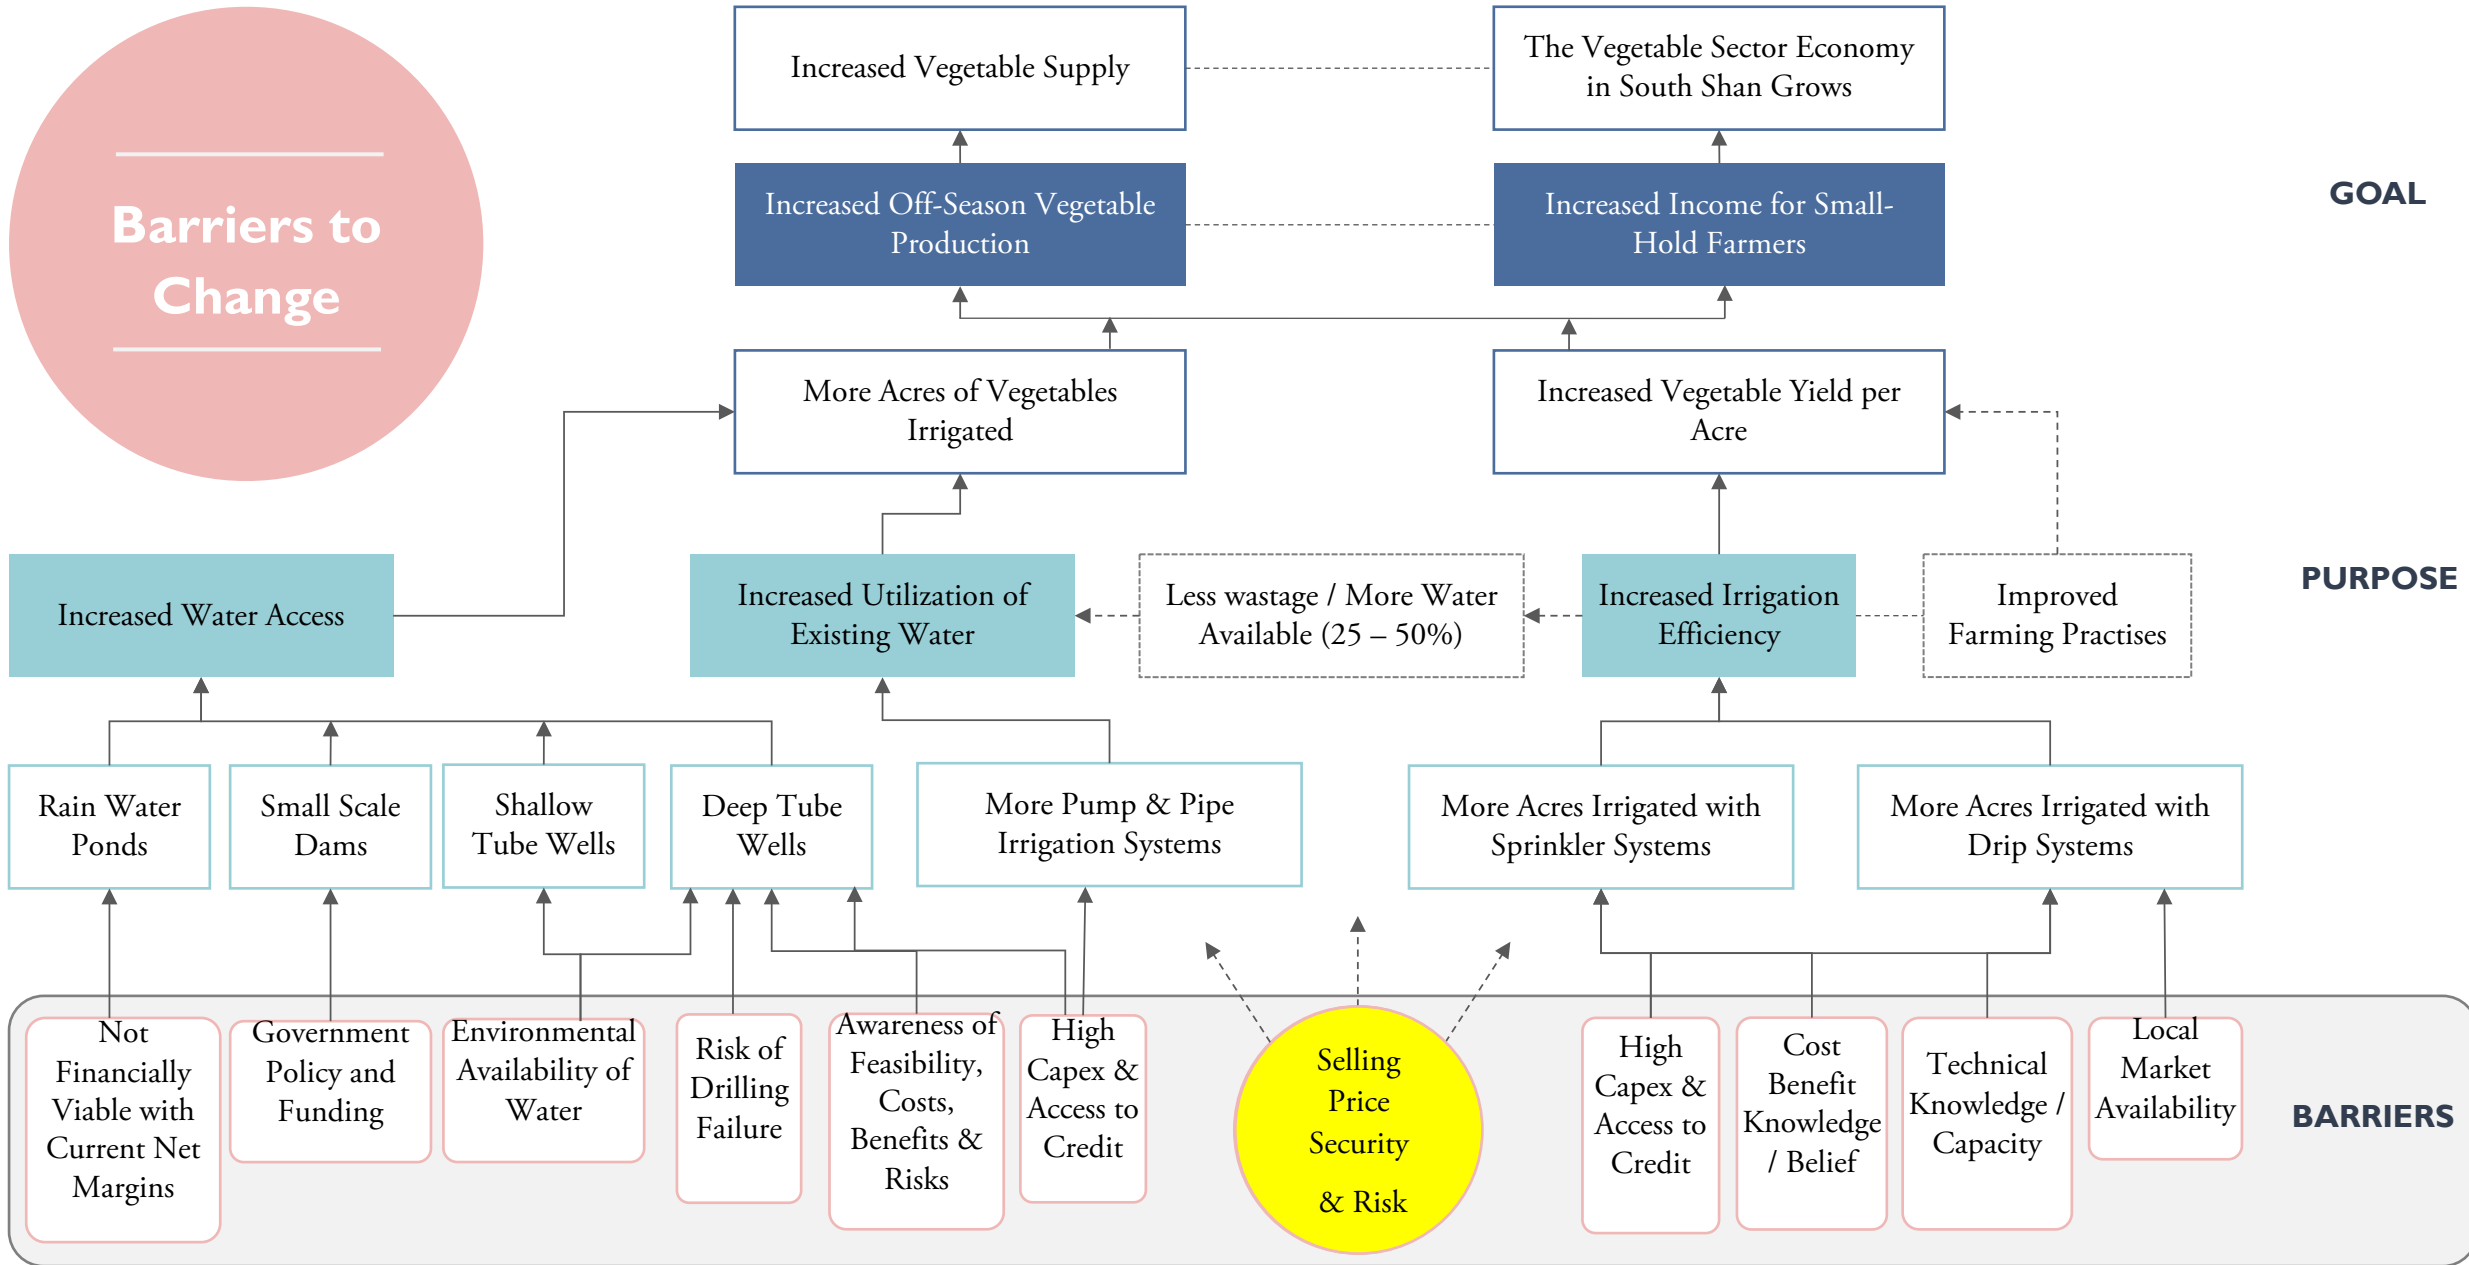 Barriers to
Change
Increased Vegetable Supply
The Vegetable Sector Economy
in South Shan Grows
Increased Off-Season Vegetable
Production
Increased Income for Small-
Hold Farmers
GOAL
More Acres of Vegetables
Irrigated
Increased Vegetable Yield per
Acre
Increased Water Access
Increased Utilization of
Existing Water
Less wastage / More Water
Available (25 – 50%)
Increased Irrigation
Efficiency
Improved
Farming Practises
PURPOSE
Rain Water
Ponds
Small Scale
Dams
Shallow
Tube Wells
Deep Tube
Wells
More Pump & Pipe
Irrigation Systems
More Acres Irrigated with
Sprinkler Systems
More Acres Irrigated with
Drip Systems
Not
Financially
Viable with
Current Net
Margins
Government
Policy and
Funding
Environmental
Availability of
Water
Risk of
Drilling
Failure
Awareness of
Feasibility,
Costs,
Benefits &
Risks
High
Capex &
Access to
Credit
Selling
Price
Security
& Risk
High
Capex &
Access to
Credit
Cost
Benefit
Knowledge
/ Belief
Technical
Knowledge /
Capacity
Local
Market
Availability
BARRIERS